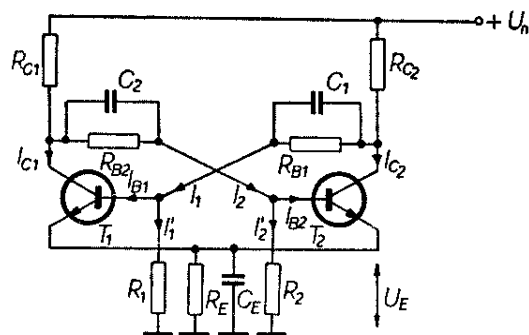 + Uₙ
R_C1
C₂
C₁
R_C2
I_C1
R_B2
R_B1
I_C2
I_B1
I₁
I₂
I_B2
T₁
I'₁
I'₂
T₂
R₁
R_E
C_E
R₂
U_E